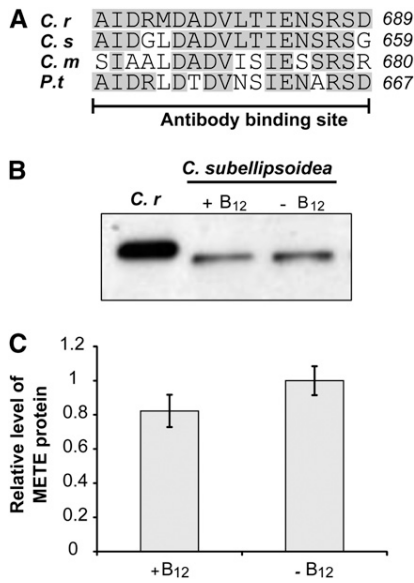 A
C. r AIDRMDADVLTIENSRSD 689
C. s AIDGLDADVLTIENSRSG 659
C. m SIAALDADVISIESSRSR 680
P.t AIDRLDTDVNSIENARSD 667
Antibody binding site
B
C. subellipsoidea
C. r + B12 - B12
C
Relative level of
METE protein
1.2
1
0.8
0.6
0.4
0.2
0
+B12 - B12